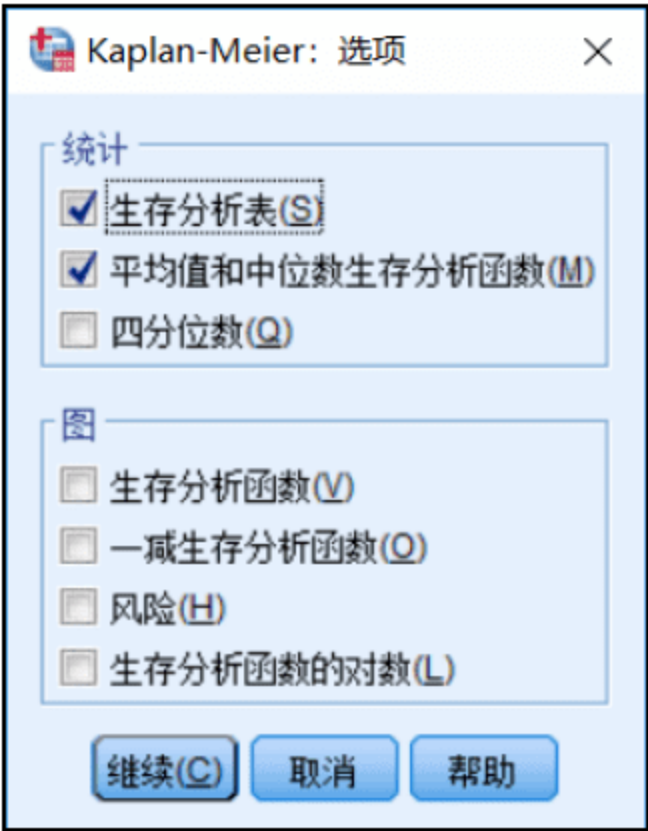 Kaplan-Meier：选项
统计
生存分析表(S)
平均值和中位数生存分析函数(M)
四分位数(Q)
图
生存分析函数(V)
一减生存分析函数(O)
风险(H)
生存分析函数的对数(L)
继续(C) 取消 帮助